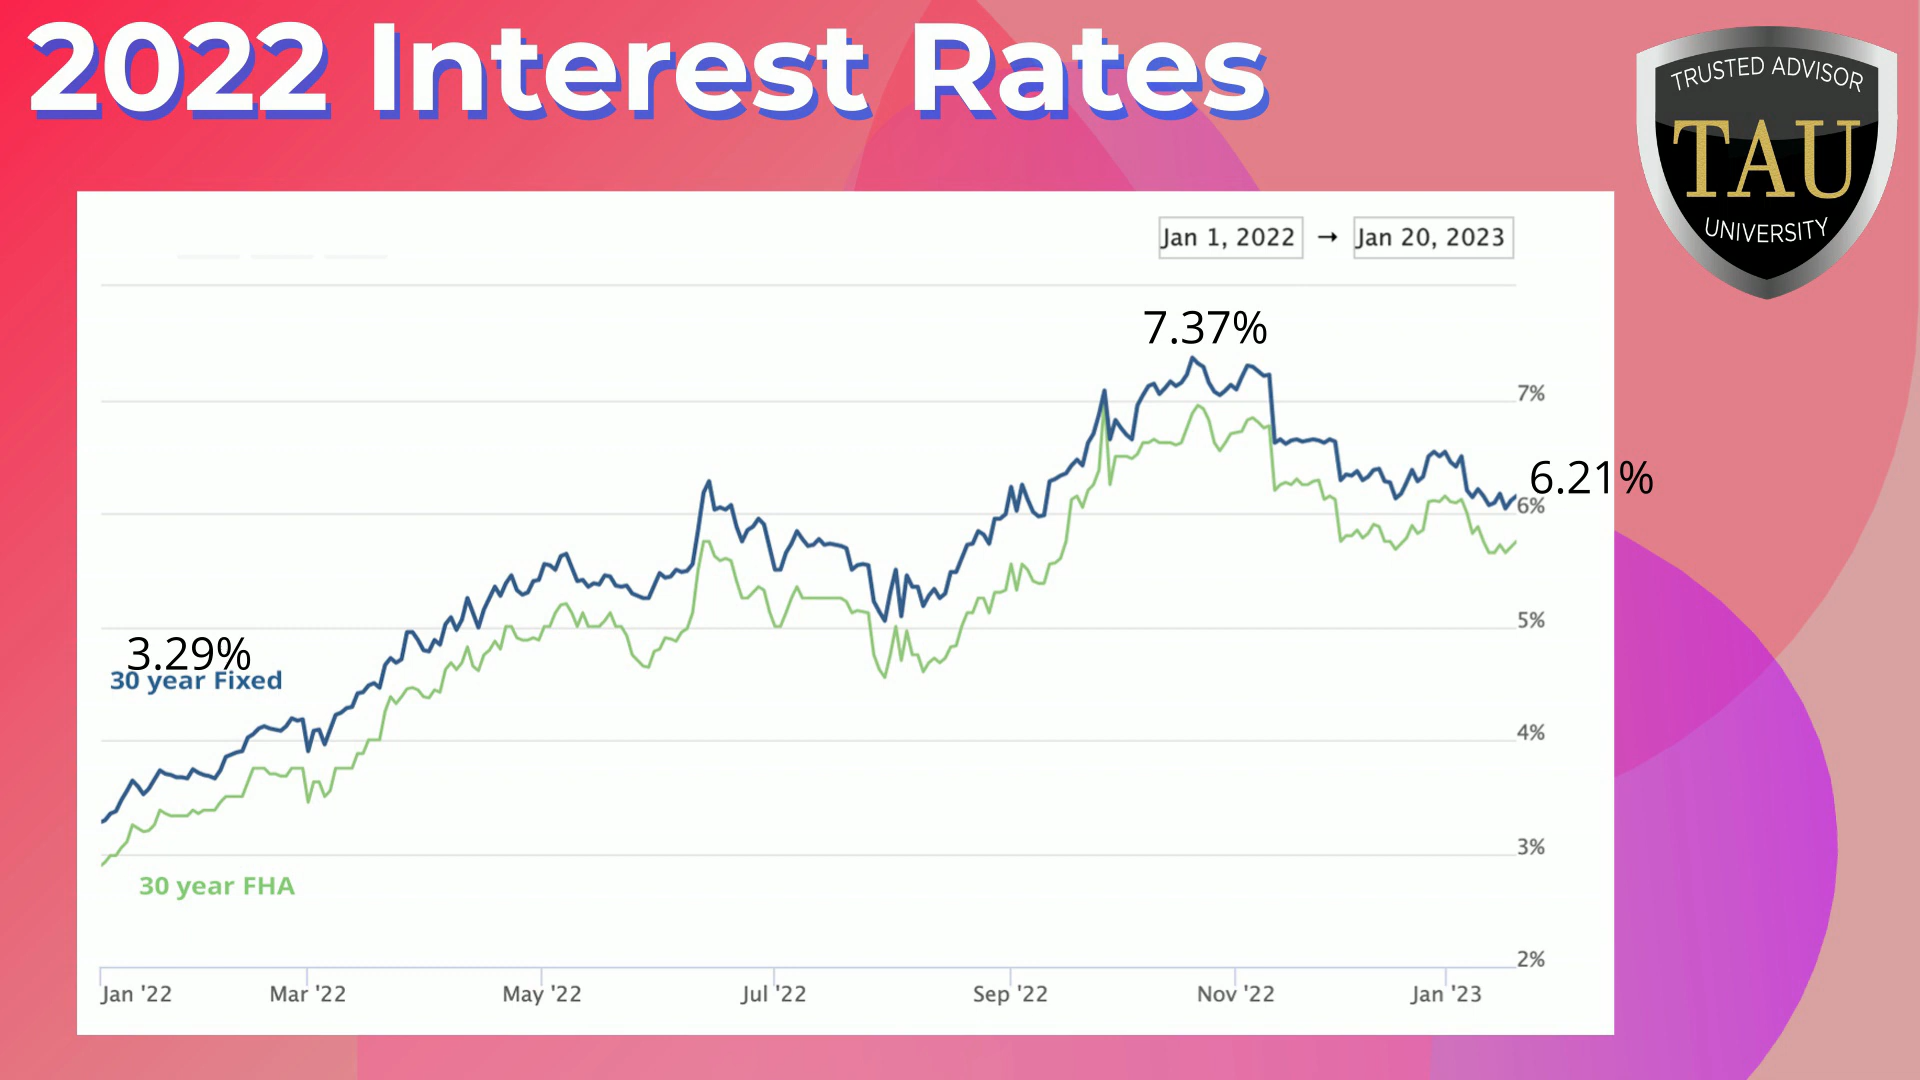 2022 Interest Rates
TRUSTED ADVISOR
TAU
UNIVERSITY
Jan 1, 2022 → Jan 20, 2023
7.37%
7%
6.21%
6%
5%
3.29%
30 year Fixed
4%
3%
30 year FHA
2%
Jan '22 Mar '22 May '22 Jul '22 Sep '22 Nov '22 Jan '23